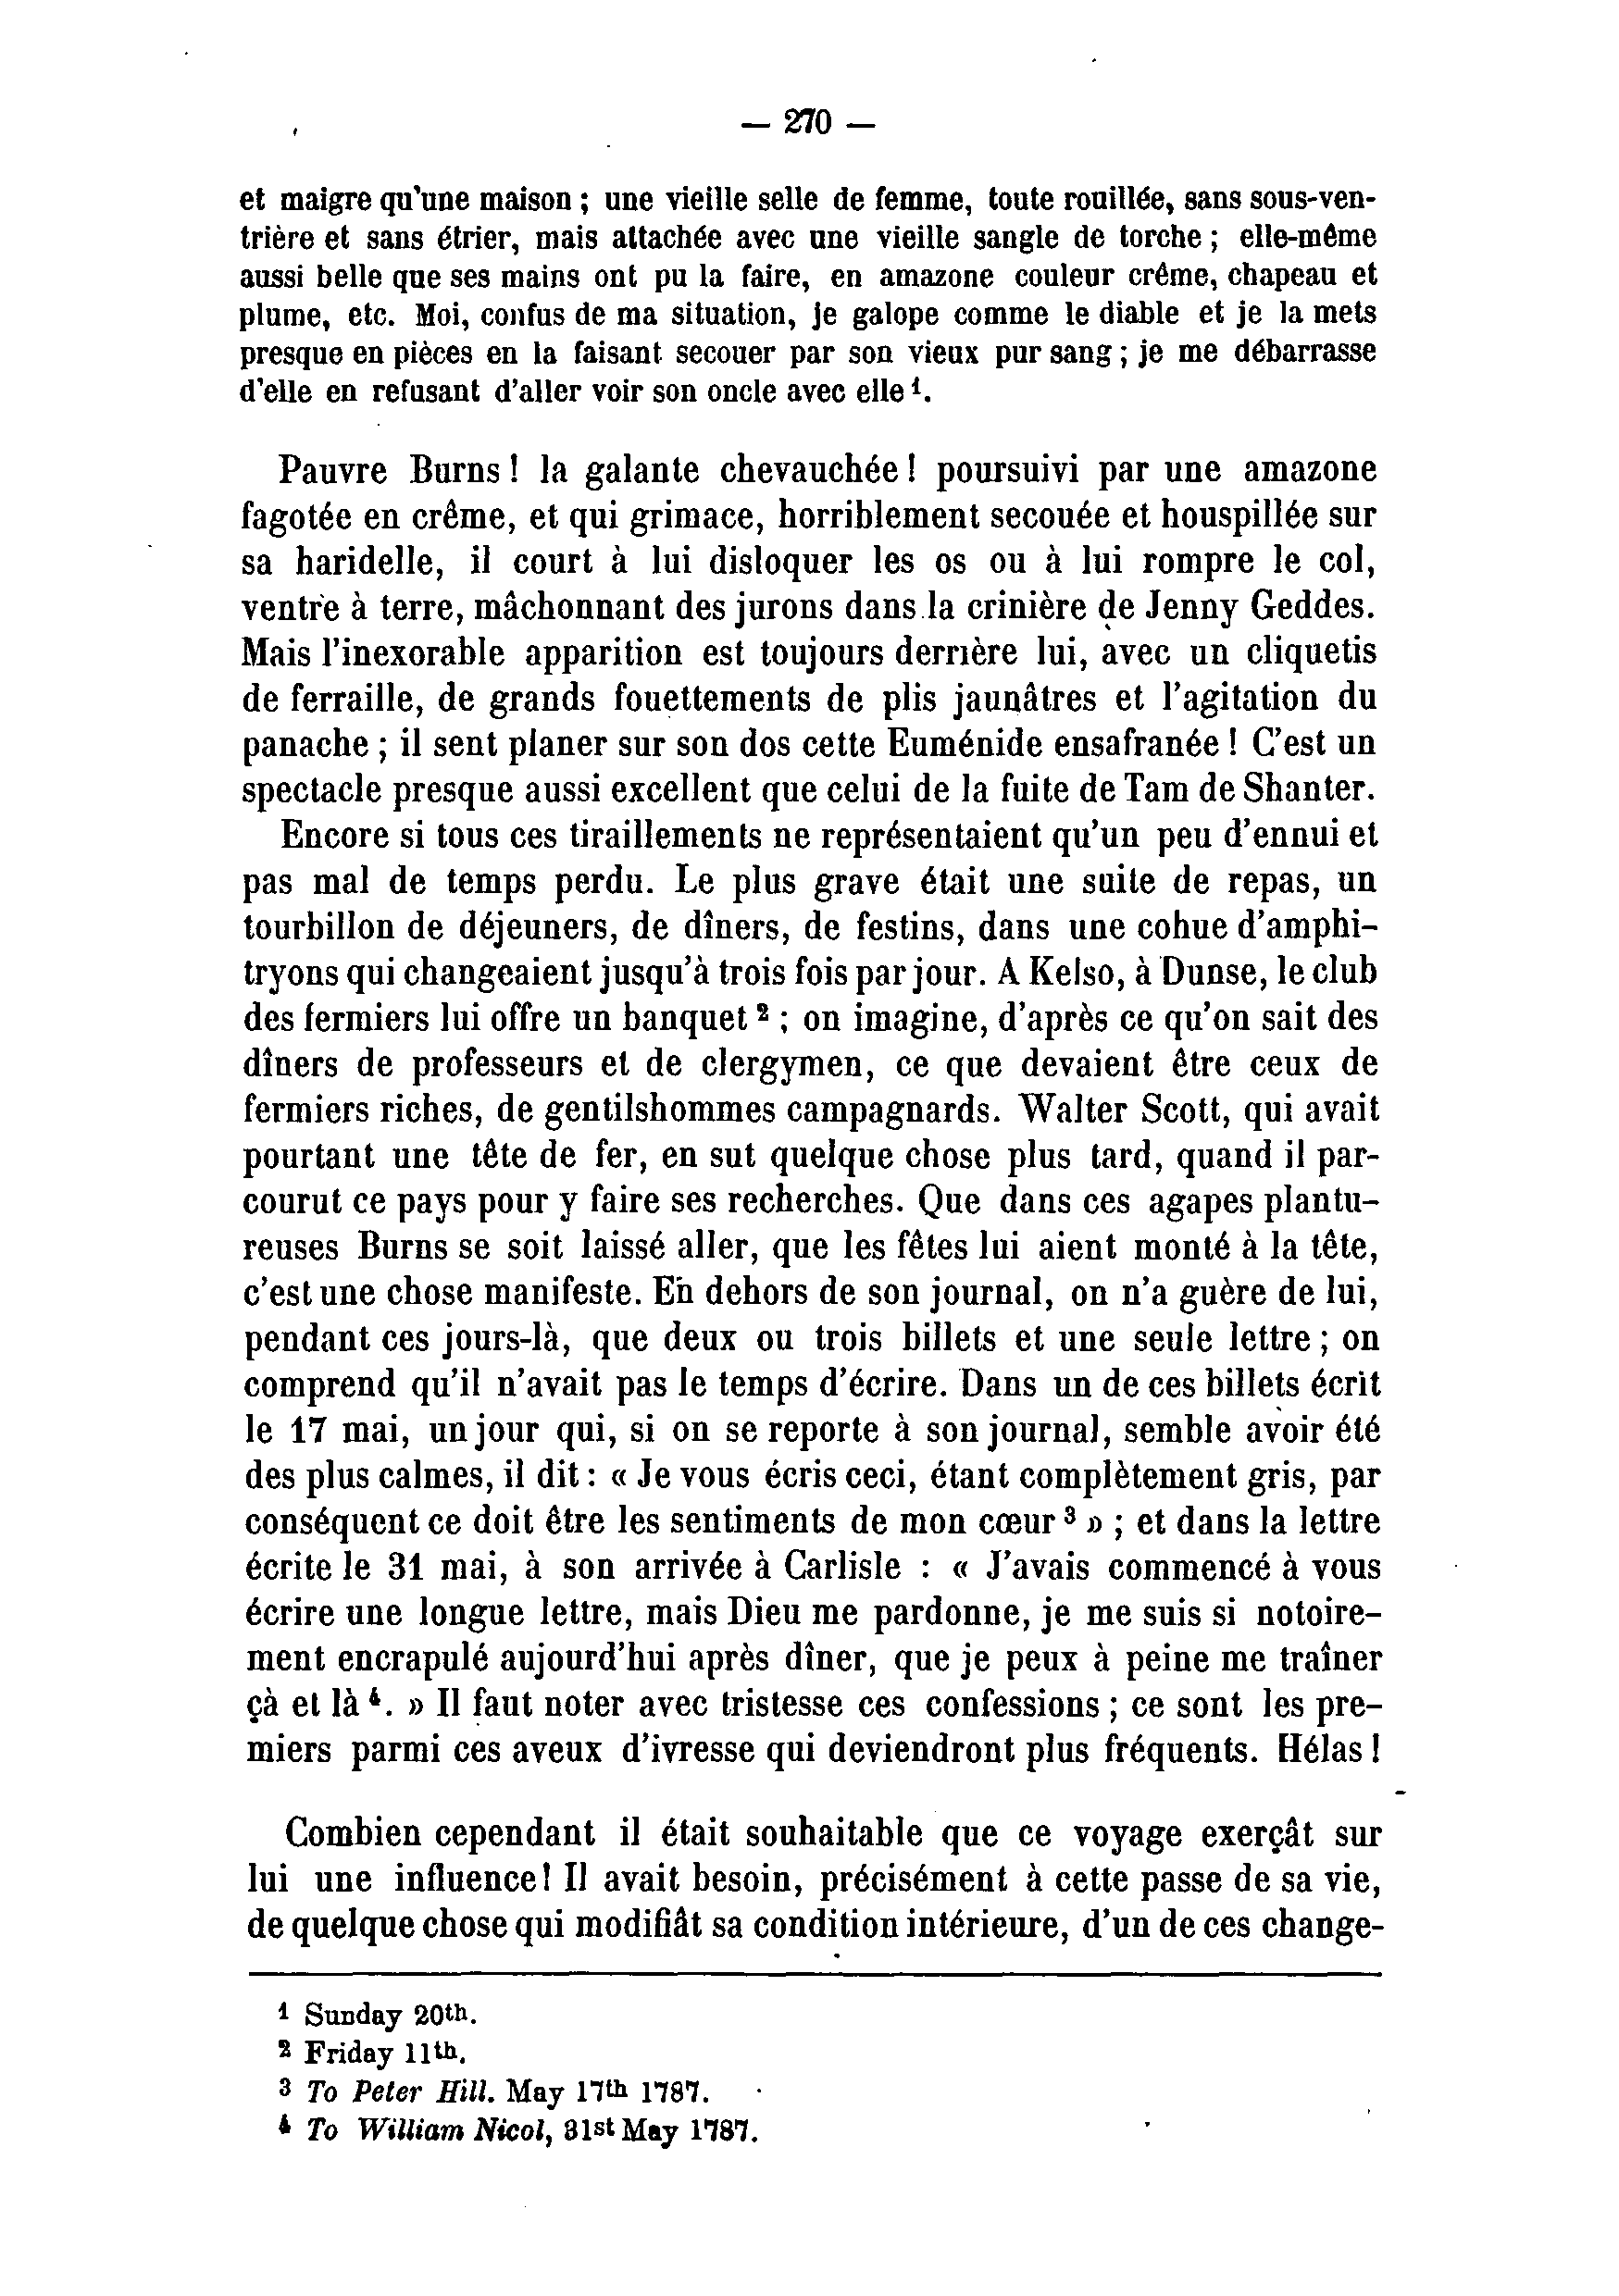 — 270 —
et maigre qu'une maison ; une vieille selle de femme, toute rouillée, sans sous-ven-
trière et sans étrier, mais attachée avec une vieille sangle de torche ; elle-même
aussi belle que ses mains ont pu la faire, en amazone couleur crême, chapeau et
plume, etc. Moi, confus de ma situation, je galope comme le diable et je la mets
presque en pièces en la faisant secouer par son vieux pur sang ; je me débarrasse
d'elle en refusant d'aller voir son oncle avec elle ¹.
Pauvre Burns ! la galante chevauchée ! poursuivi par une amazone
fagotée en crême, et qui grimace, horriblement secouée et houspillée sur
sa haridelle, il court à lui disloquer les os ou à lui rompre le col,
ventre à terre, mâchonnant des jurons dans la crinière de Jenny Geddes.
Mais l'inexorable apparition est toujours derrière lui, avec un cliquetis
de ferraille, de grands fouettements de plis jaunâtres et l'agitation du
panache ; il sent planer sur son dos cette Euménide ensafranée ! C'est un
spectacle presque aussi excellent que celui de la fuite de Tam de Shanter.
Encore si tous ces tiraillements ne représentaient qu'un peu d'ennui et
pas mal de temps perdu. Le plus grave était une suite de repas, un
tourbillon de déjeuners, de dîners, de festins, dans une cohue d'amphi-
tryons qui changeaient jusqu'à trois fois par jour. A Kelso, à Dunse, le club
des fermiers lui offre un banquet ² ; on imagine, d'après ce qu'on sait des
dîners de professeurs et de clergymen, ce que devaient être ceux de
fermiers riches, de gentilshommes campagnards. Walter Scott, qui avait
pourtant une tête de fer, en sut quelque chose plus tard, quand il par-
courut ce pays pour y faire ses recherches. Que dans ces agapes plantu-
reuses Burns se soit laissé aller, que les fêtes lui aient monté à la tête,
c'est une chose manifeste. En dehors de son journal, on n'a guère de lui,
pendant ces jours-là, que deux ou trois billets et une seule lettre ; on
comprend qu'il n'avait pas le temps d'écrire. Dans un de ces billets écrit
le 17 mai, un jour qui, si on se reporte à son journal, semble avoir été
des plus calmes, il dit : « Je vous écris ceci, étant complètement gris, par
conséquent ce doit être les sentiments de mon cœur ³ » ; et dans la lettre
écrite le 31 mai, à son arrivée à Carlisle : « J'avais commencé à vous
écrire une longue lettre, mais Dieu me pardonne, je me suis si notoire-
ment encrapulé aujourd'hui après dîner, que je peux à peine me traîner
çà et là ⁴. » Il faut noter avec tristesse ces confessions ; ce sont les pre-
miers parmi ces aveux d'ivresse qui deviendront plus fréquents. Hélas !
Combien cependant il était souhaitable que ce voyage exerçât sur
lui une influence ! Il avait besoin, précisément à cette passe de sa vie,
de quelque chose qui modifiât sa condition intérieure, d'un de ces change-
¹ Sunday 20th.
² Friday 11th.
³ To Peter Hill. May 17th 1787.
⁴ To William Nicol, 31st May 1787.